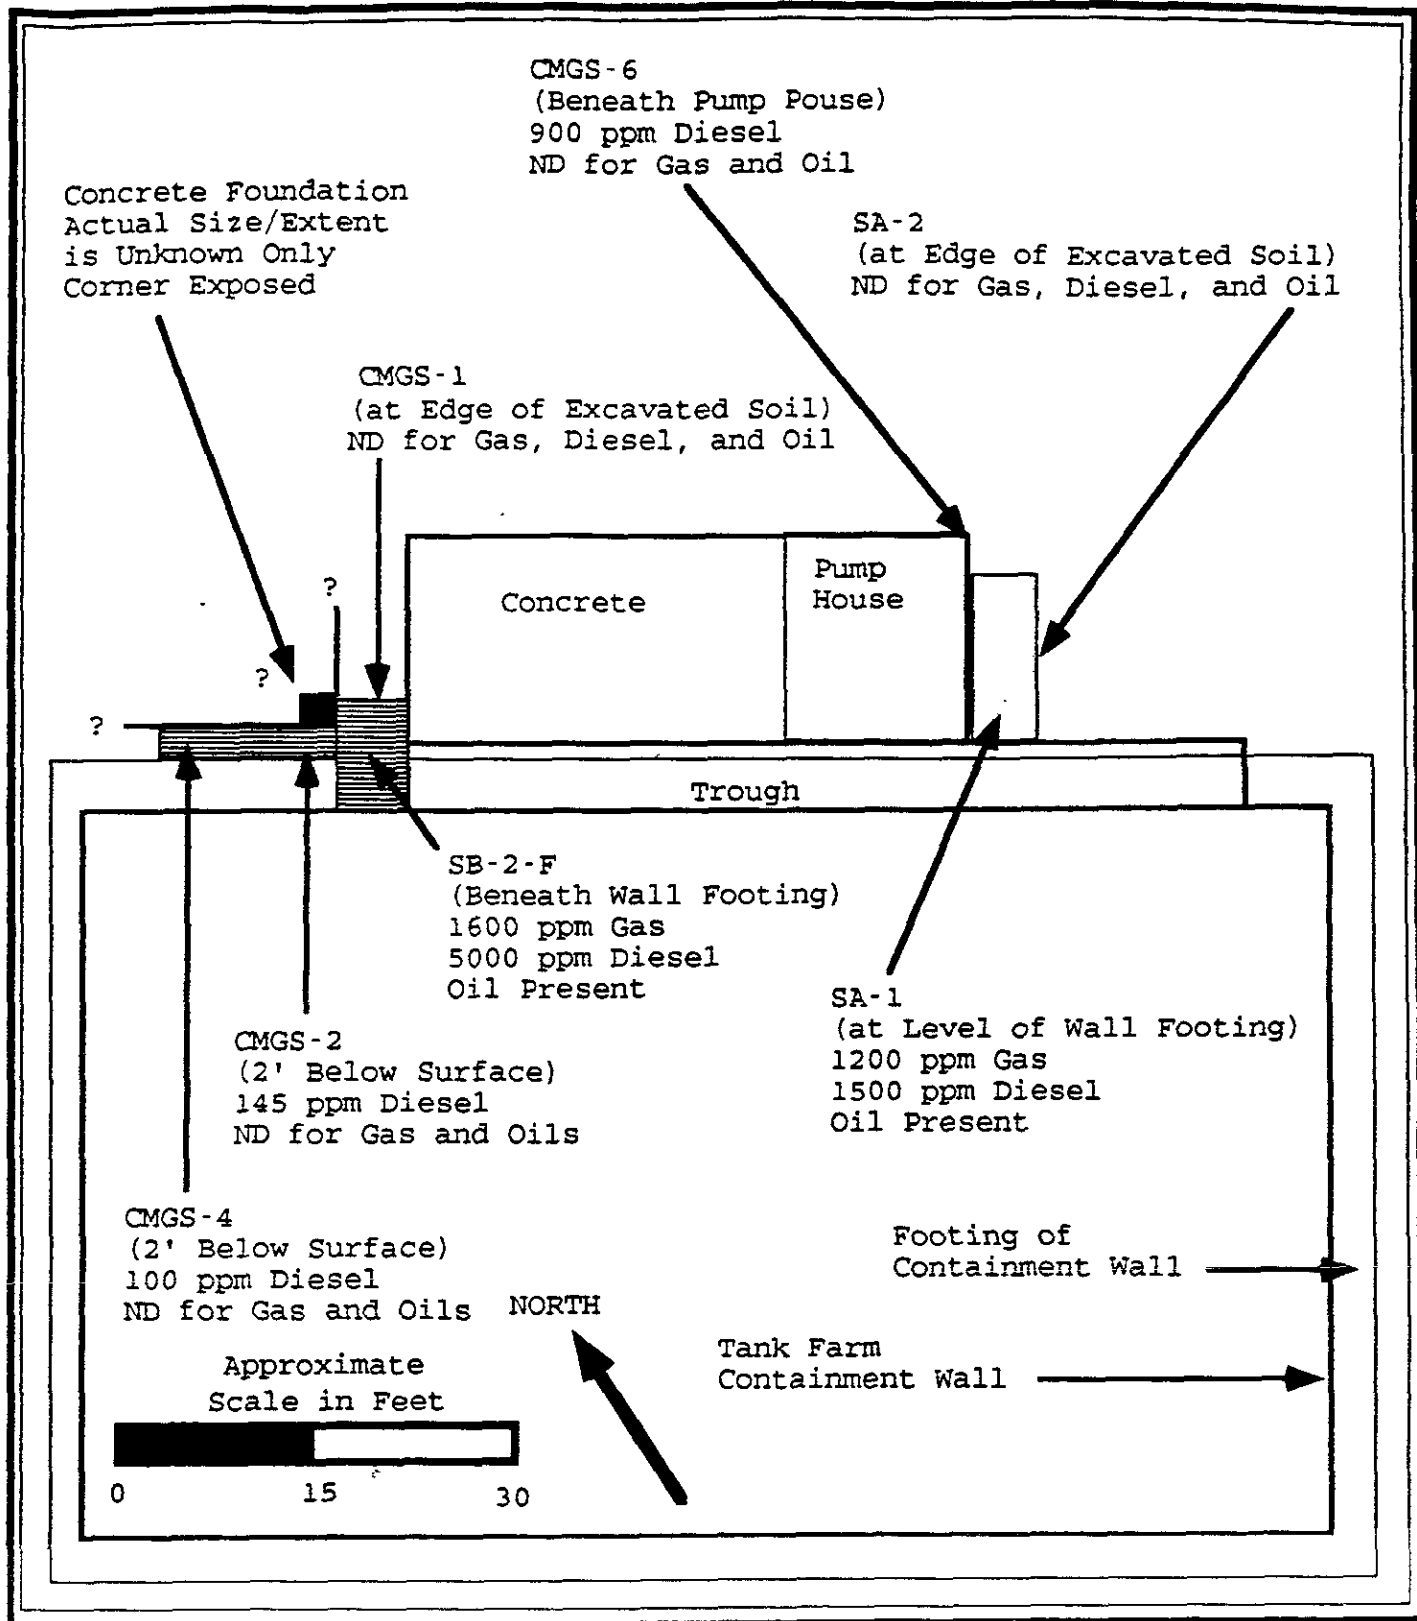 CMGS-6
(Beneath Pump Pouse)
900 ppm Diesel
ND for Gas and Oil
Concrete Foundation
Actual Size/Extent
is Unknown Only
Corner Exposed
SA-2
(at Edge of Excavated Soil)
ND for Gas, Diesel, and Oil
CMGS-1
(at Edge of Excavated Soil)
ND for Gas, Diesel, and Oil
Pump
House
Concrete
?
?
?
Trough
SB-2-F
(Beneath Wall Footing)
1600 ppm Gas
5000 ppm Diesel
Oil Present
SA-1
(at Level of Wall Footing)
1200 ppm Gas
1500 ppm Diesel
Oil Present
CMGS-2
(2' Below Surface)
145 ppm Diesel
ND for Gas and Oils
CMGS-4
(2' Below Surface)
100 ppm Diesel
ND for Gas and Oils
NORTH
Footing of
Containment Wall
Tank Farm
Containment Wall
Approximate
Scale in Feet
0 15 30